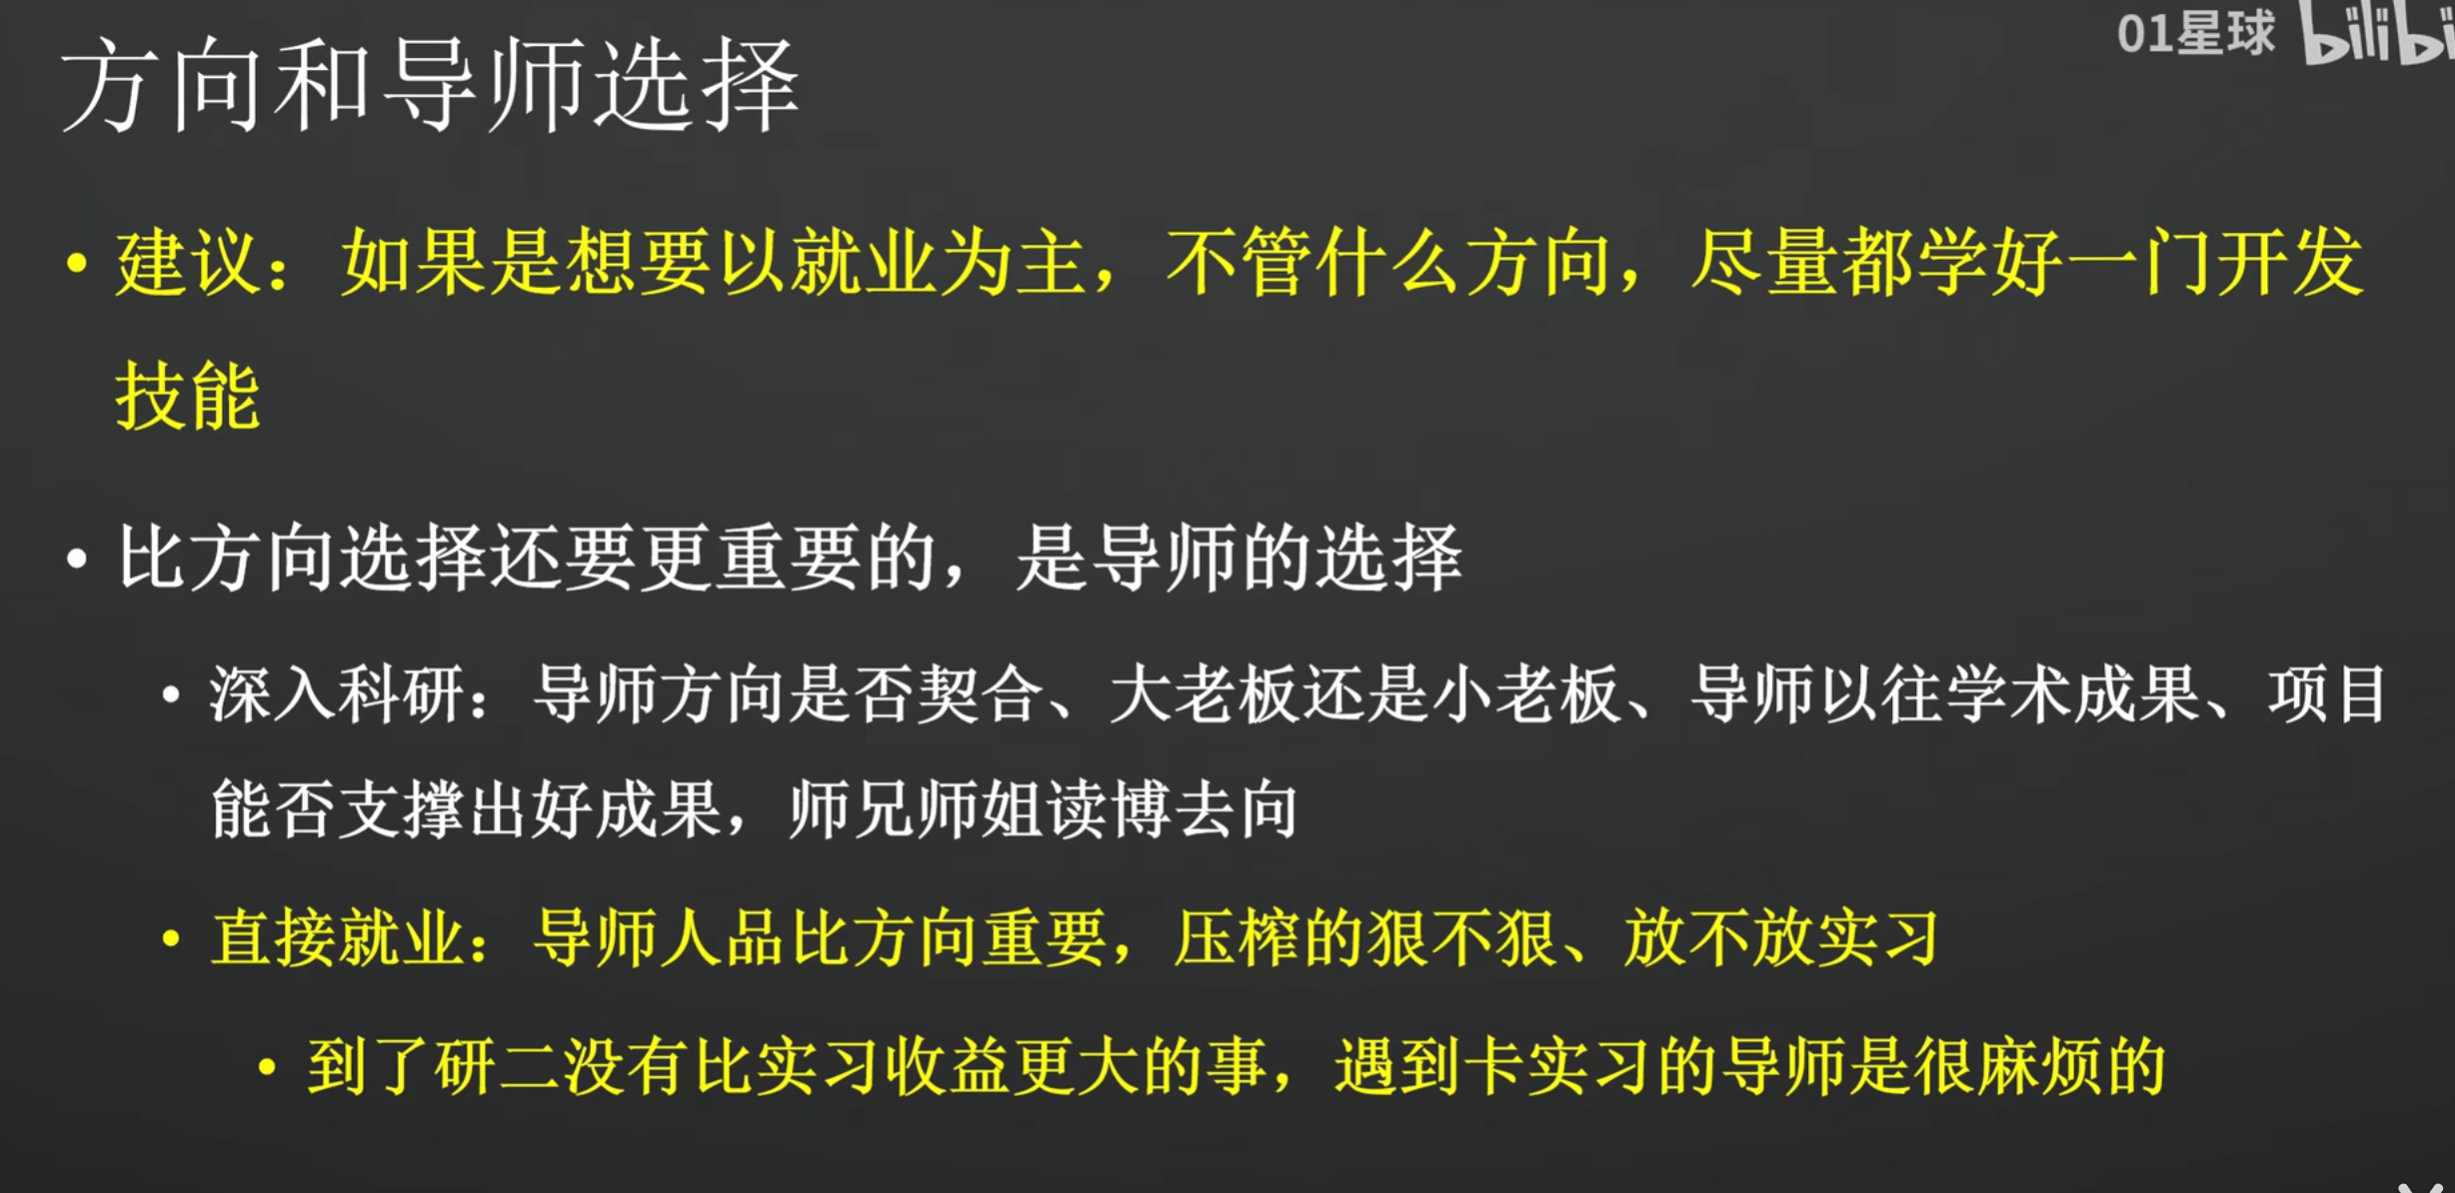 01星球 bilibi
方向和导师选择
• 建议：如果是想要以就业为主，不管什么方向，尽量都学好一门开发
技能
• 比方向选择还要更重要的，是导师的选择
• 深入科研：导师方向是否契合、大老板还是小老板、导师以往学术成果、项目
能否支撑出好成果，师兄师姐读博去向
• 直接就业：导师人品比方向重要，压榨的狠不狠、放不放实习
• 到了研二没有比实习收益更大的事，遇到卡实习的导师是很麻烦的